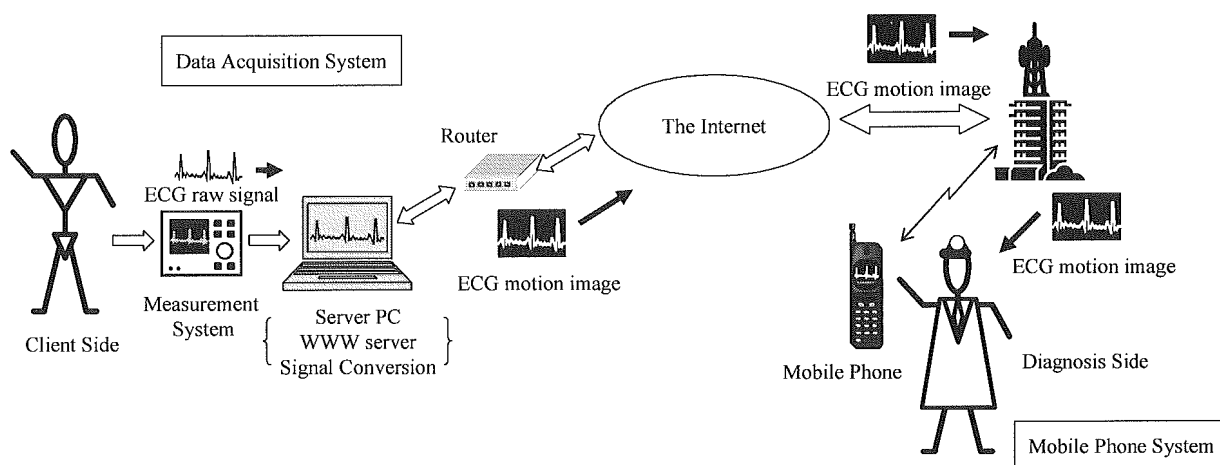 Data Acquisition System
ECG motion image
The Internet
Router
ECG raw signal
ECG motion image
ECG motion image
Measurement
System
Client Side
Server PC
WWW server
Signal Conversion
Mobile Phone
Diagnosis Side
Mobile Phone System